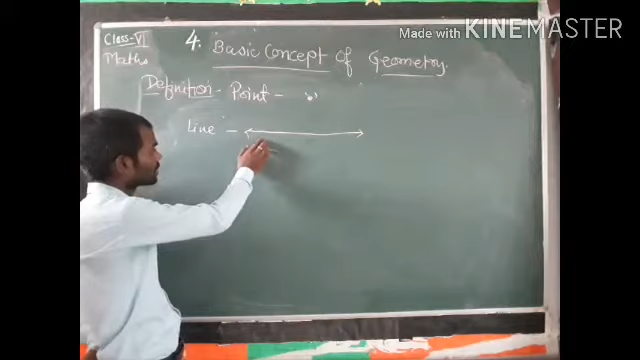 Made with KINEMASTER
Class-VI
Maths
4. Basic Concept of Geometry.
Definition - Point - .
Line -